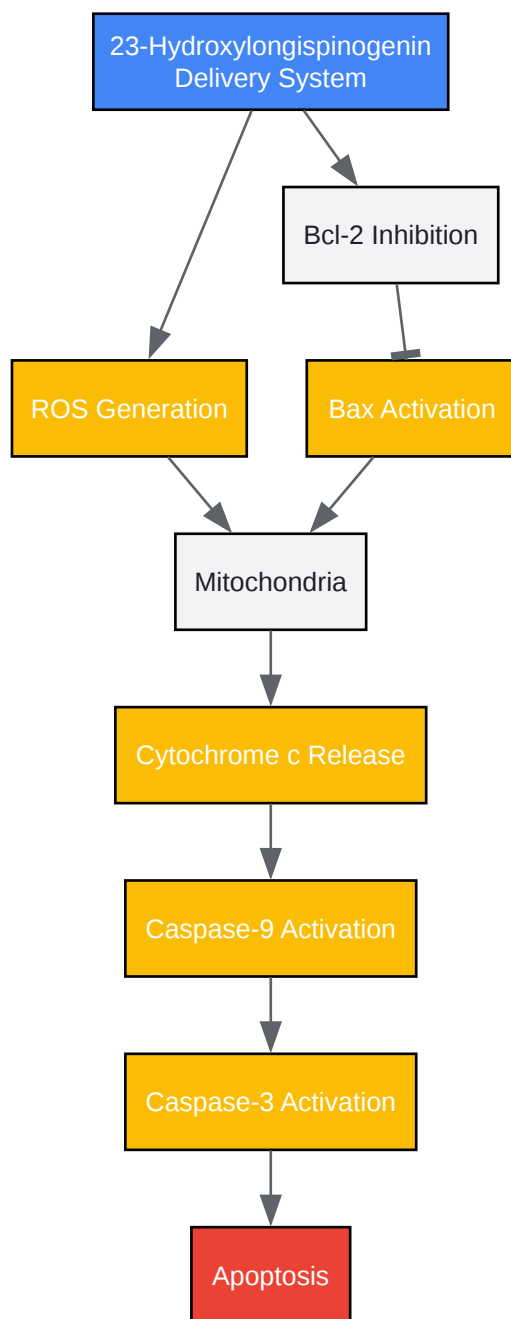 23-Hydroxylongispinogenin
Delivery System
Bcl-2 Inhibition
ROS Generation
Bax Activation
Mitochondria
Cytochrome c Release
Caspase-9 Activation
Caspase-3 Activation
Apoptosis